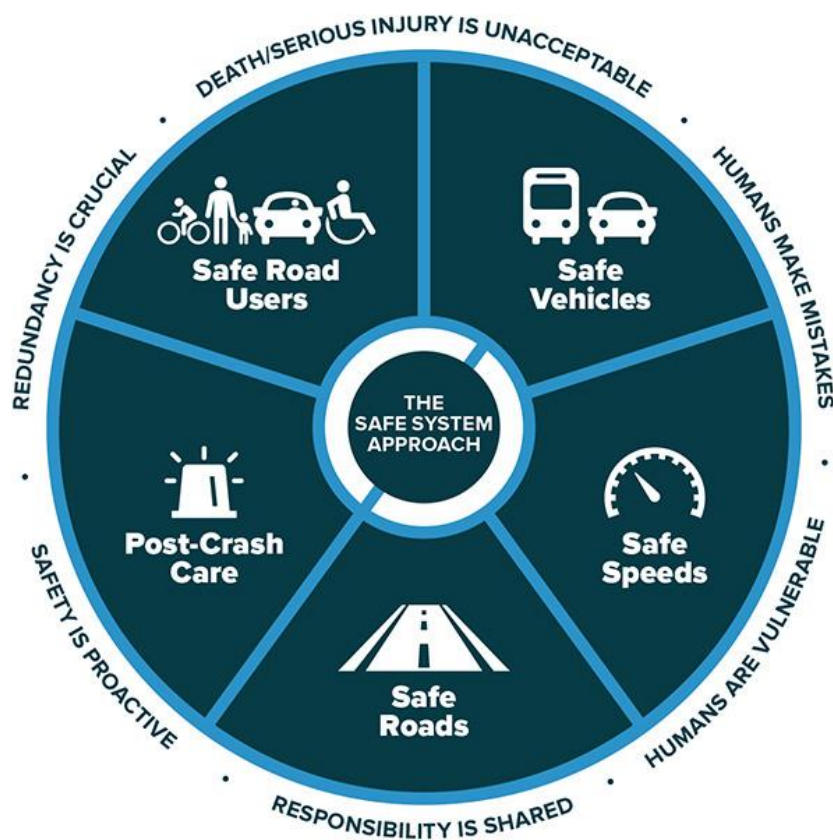 DEATH/SERIOUS INJURY IS UNACCEPTABLE
HUMANS MAKE MISTAKES
HUMANS ARE VULNERABLE
RESPONSIBILITY IS SHARED
SAFETY IS PROACTIVE
REDUNDANCY IS CRUCIAL
Safe Road
Users
Safe
Vehicles
Safe
Speeds
Safe
Roads
Post-Crash
Care
THE
SAFE SYSTEM
APPROACH